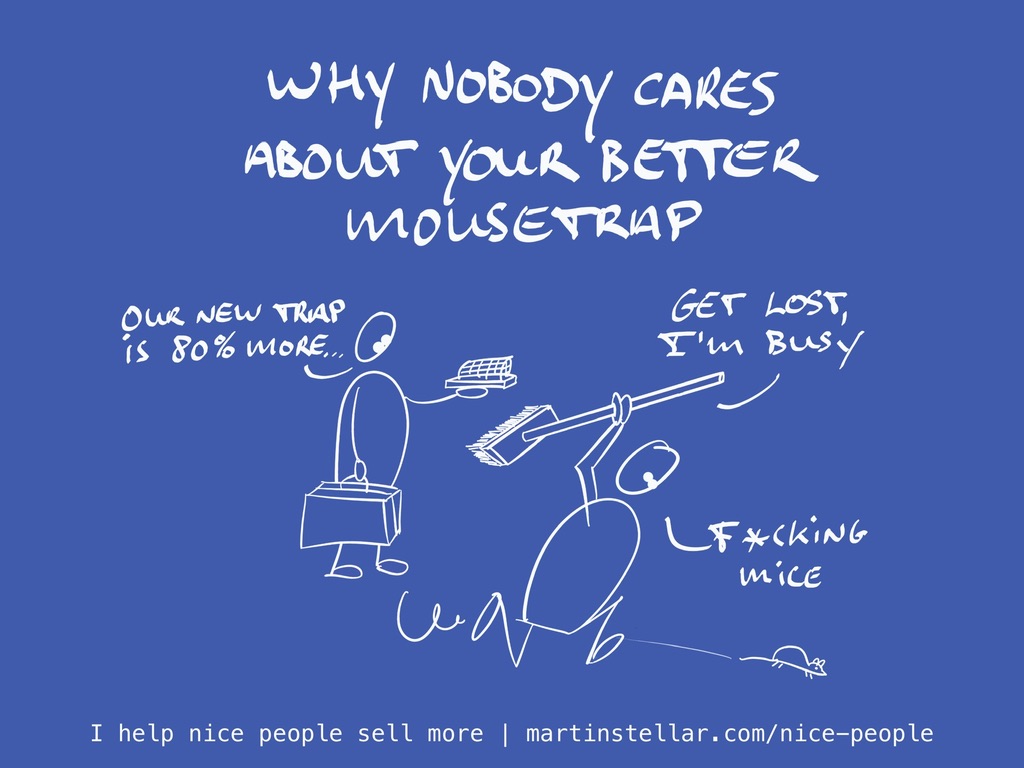 WHY NOBODY CARES
ABOUT YOUR BETTER
MOUSETRAP
OUR NEW TRAP
iS 80% MORE...
GET LOST,
I'm BUSY
F*CKiNG
MiCE
I help nice people sell more | martinstellar.com/nice-people